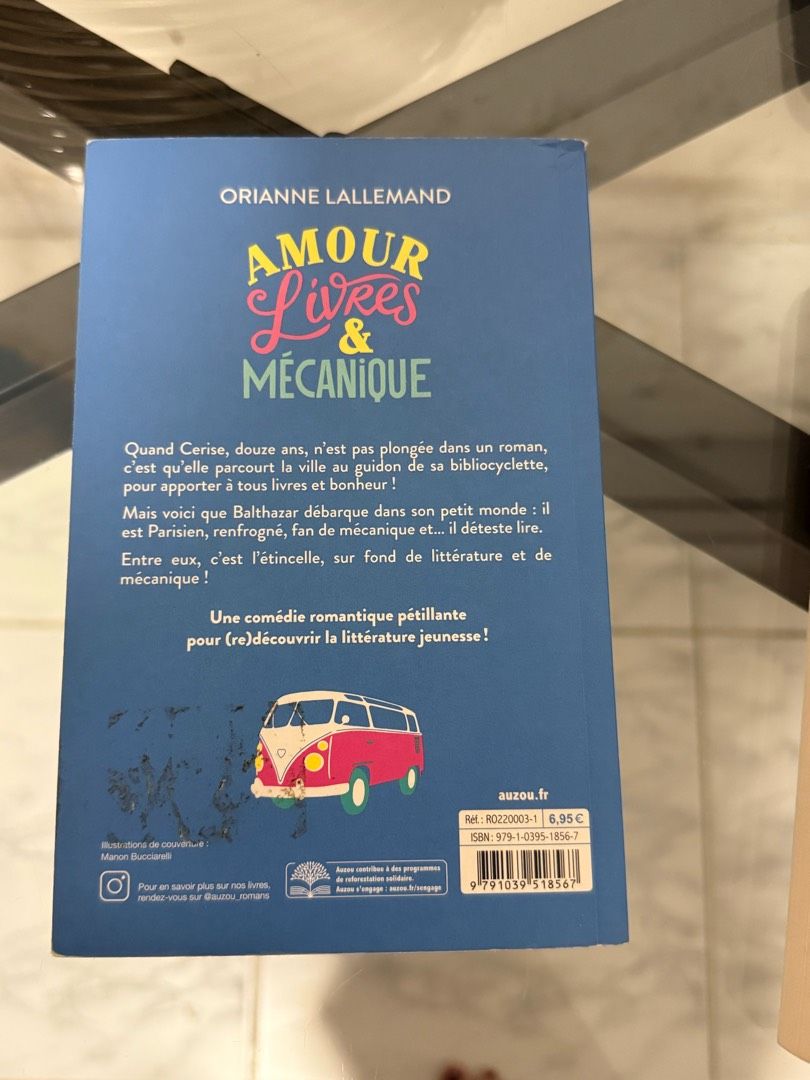 ORIANNE LALLEMAND
AMOUR
Livres
&
MÉCANiQUE
Quand Cerise, douze ans, n'est pas plongée dans un roman,
c'est qu'elle parcourt la ville au guidon de sa bibliocyclette,
pour apporter à tous livres et bonheur !
Mais voici que Balthazar débarque dans son petit monde : il
est Parisien, renfrogné, fan de mécanique et... il déteste lire.
Entre eux, c'est l'étincelle, sur fond de littérature et de
mécanique !
Une comédie romantique pétillante
pour (re)découvrir la littérature jeunesse !
auzou.fr
Réf. : RO220003-1 6,95 €
ISBN : 979-1-0395-1856-7
9 791039 518567
Illustrations de couverture :
Manon Bucciarelli
Pour en savoir plus sur nos livres,
rendez-vous sur @auzou_romans
Auzou contribue à des programmes
de reforestation solidaire.
Auzou s'engage : auzou.fr/sengage